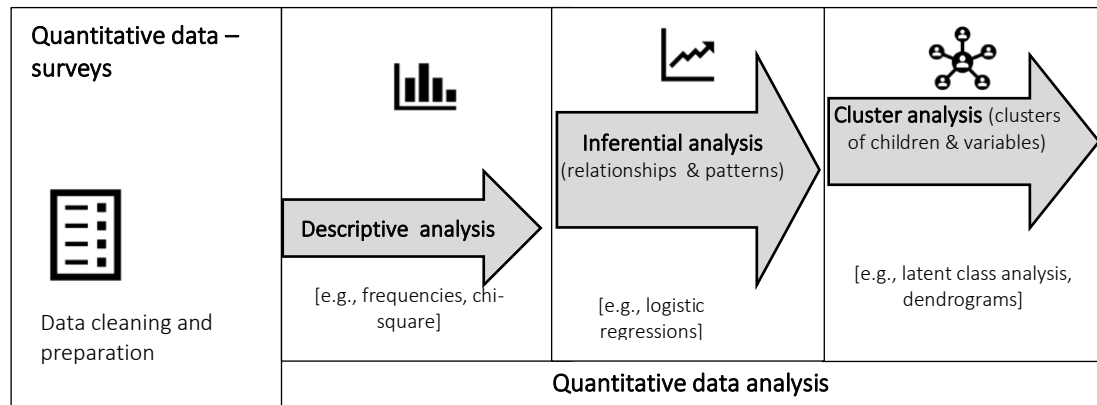 Quantitative data –
surveys
Data cleaning and
preparation
Descriptive analysis
[e.g., frequencies, chi-
square]
Inferential analysis
(relationships & patterns)
[e.g., logistic
regressions]
Cluster analysis (clusters
of children & variables)
[e.g., latent class analysis,
dendrograms]
Quantitative data analysis